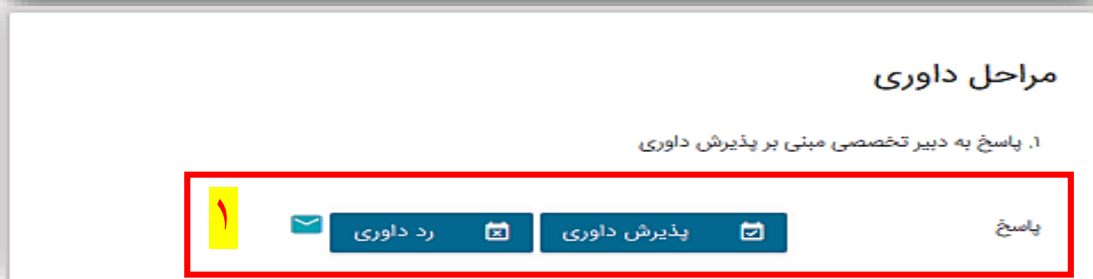 مراحل داوری
۱. پاسخ به دبیر تخصصی مبنی بر پذیرش داوری
پاسخ پذیرش داوری رد داوری ۱